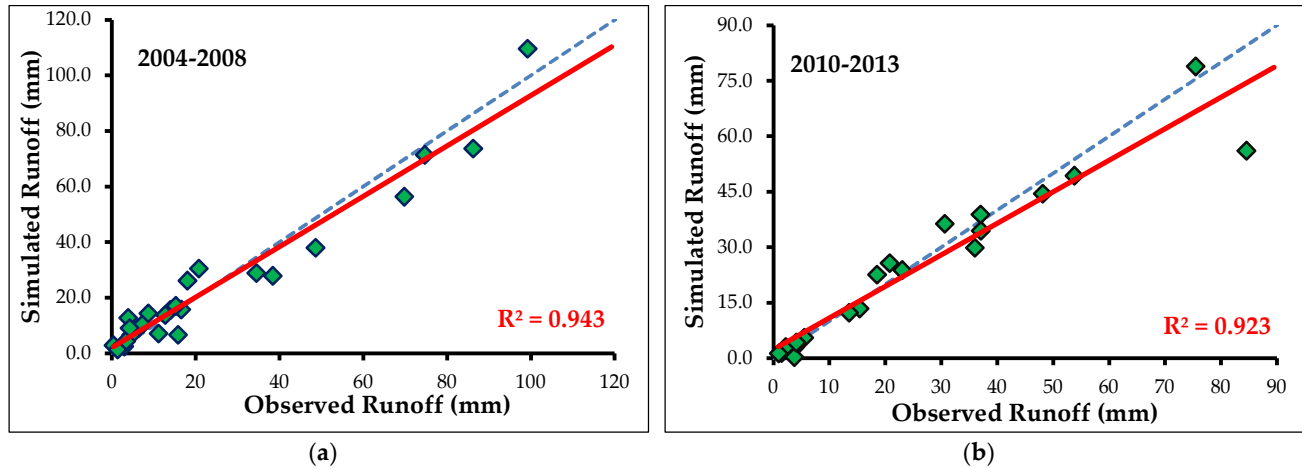 2004-2008
120.0
100.0
80.0
60.0
40.0
20.0
0.0
Simulated Runoff (mm)
R² = 0.943
0 20 40 60 80 100 120
Observed Runoff (mm)
(a)
2010-2013
90.0
75.0
60.0
45.0
30.0
15.0
0.0
Simulated Runoff (mm)
R² = 0.923
0 10 20 30 40 50 60 70 80 90
Observed Runoff (mm)
(b)